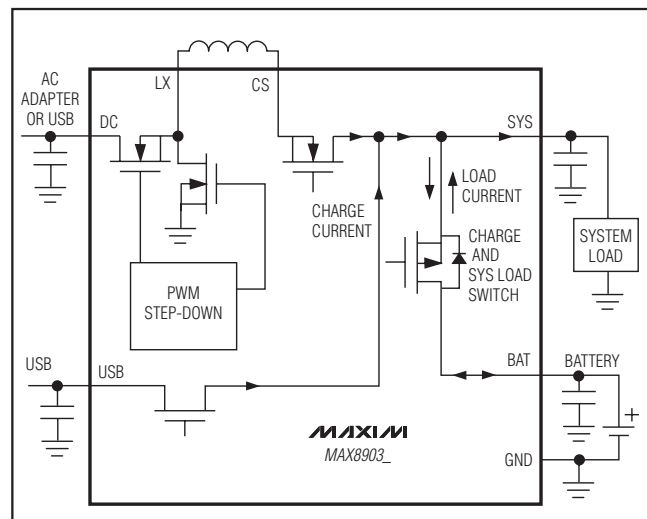 AC
ADAPTER
OR USB
LX
CS
DC
SYS
LOAD
CURRENT
CHARGE
CURRENT
CHARGE
AND
SYS LOAD
SWITCH
SYSTEM
LOAD
PWM
STEP-DOWN
USB
USB
BAT
BATTERY
+
MAXIM
MAX8903_
GND